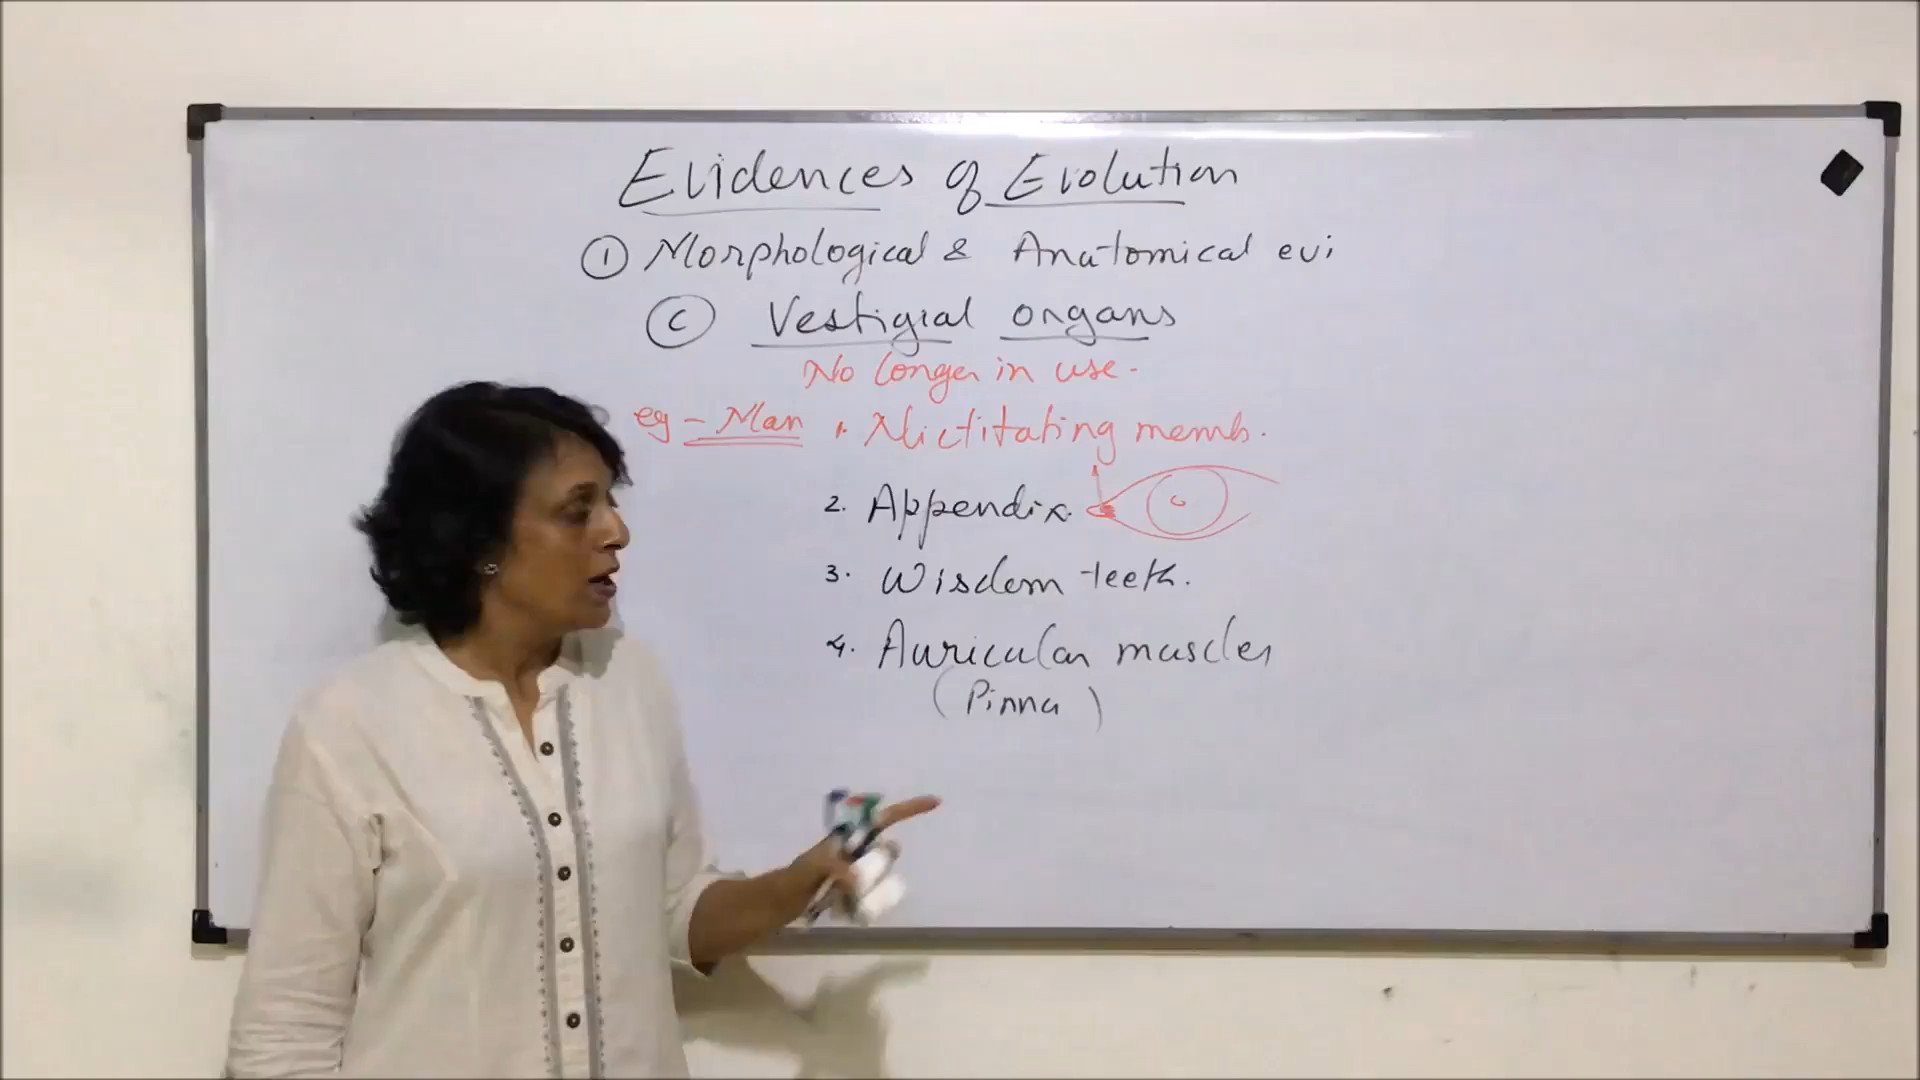 Evidences of Evolution
① Morphological & Anatomical evi
Ⓒ Vestigial organs
No longer in use.
eg - Man 1. Nictitating memb.
2. Appendix.
3. Wisdom teeth.
4. Auricular muscles
(Pinna)